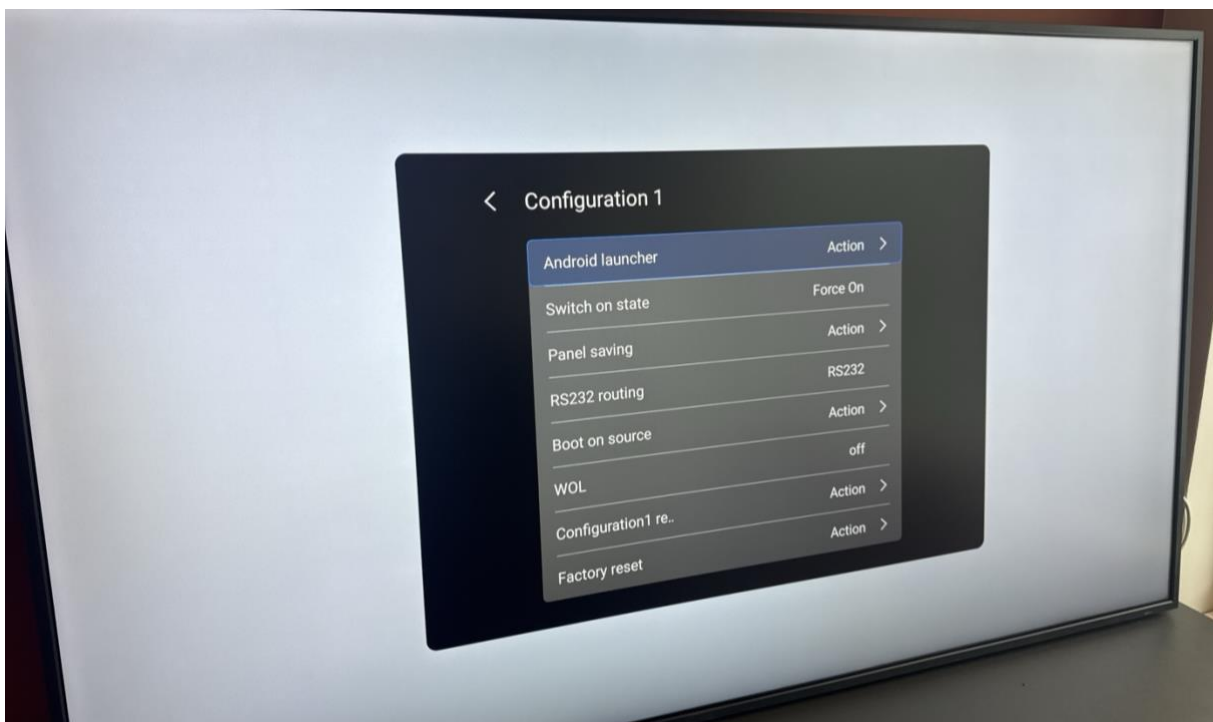 < Configuration 1
Android launcher Action >
Switch on state Force On
Panel saving Action >
RS232 routing RS232
Boot on source Action >
WOL off
Configuration1 re.. Action >
Factory reset Action >